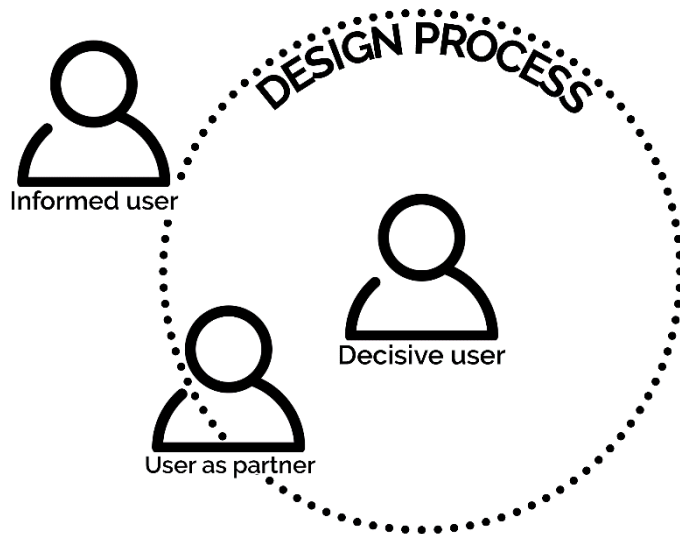 DESIGN PROCESS
Informed user
Decisive user
User as partner